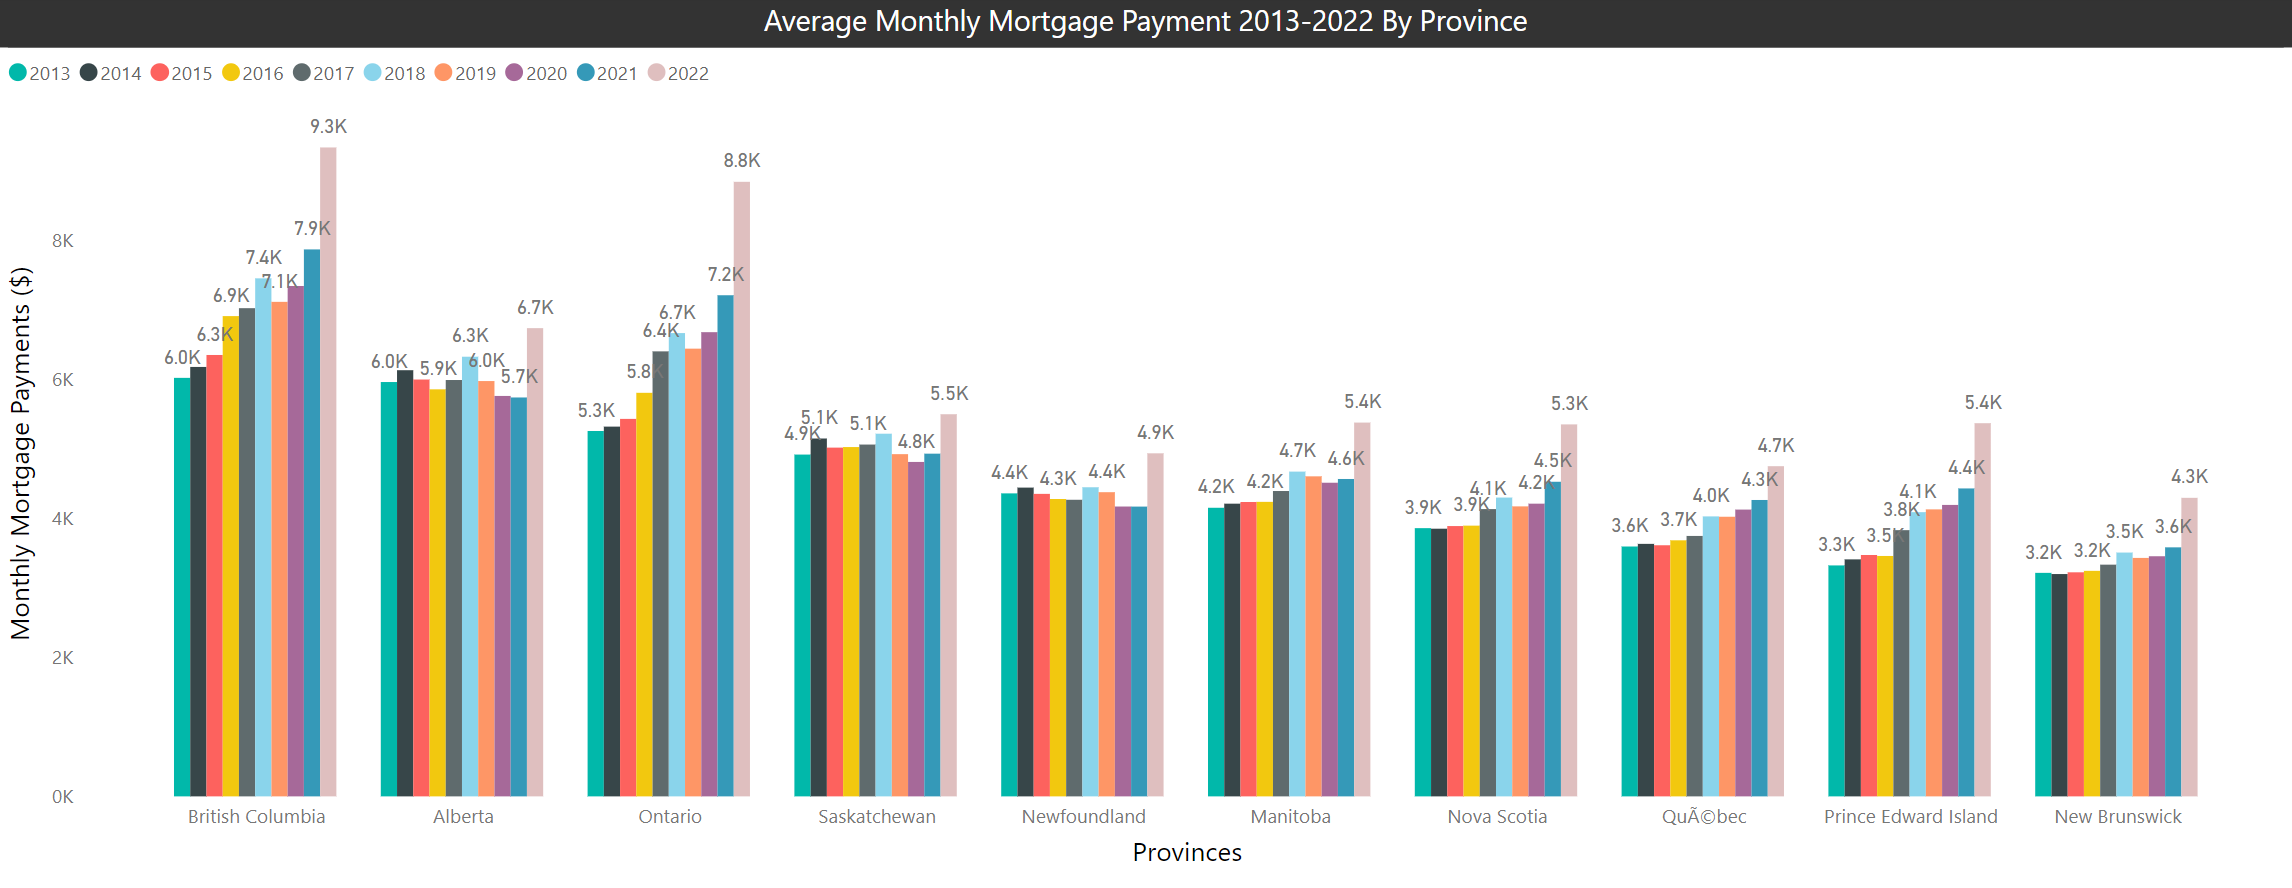 Average Monthly Mortgage Payment 2013-2022 By Province
2013 2014 2015 2016 2017 2018 2019 2020 2021 2022
Monthly Mortgage Payments ($)
8K
6K
4K
2K
0K
6.0K 6.3K 6.9K 7.4K 7.1K 7.9K 9.3K
6.0K 5.9K 6.3K 6.0K 5.7K 6.7K
5.3K 5.8K 6.4K 6.7K 7.2K 8.8K
4.9K 5.1K 5.1K 4.8K 5.5K
4.4K 4.3K 4.4K 4.9K
4.2K 4.2K 4.7K 4.6K 5.4K
3.9K 3.9K 4.1K 4.2K 4.5K 5.3K
3.6K 3.7K 4.0K 4.3K 4.7K
3.3K 3.5K 3.8K 4.1K 4.4K 5.4K
3.2K 3.2K 3.5K 3.6K 4.3K
British Columbia Alberta Ontario Saskatchewan Newfoundland Manitoba Nova Scotia QuÃ©bec Prince Edward Island New Brunswick
Provinces